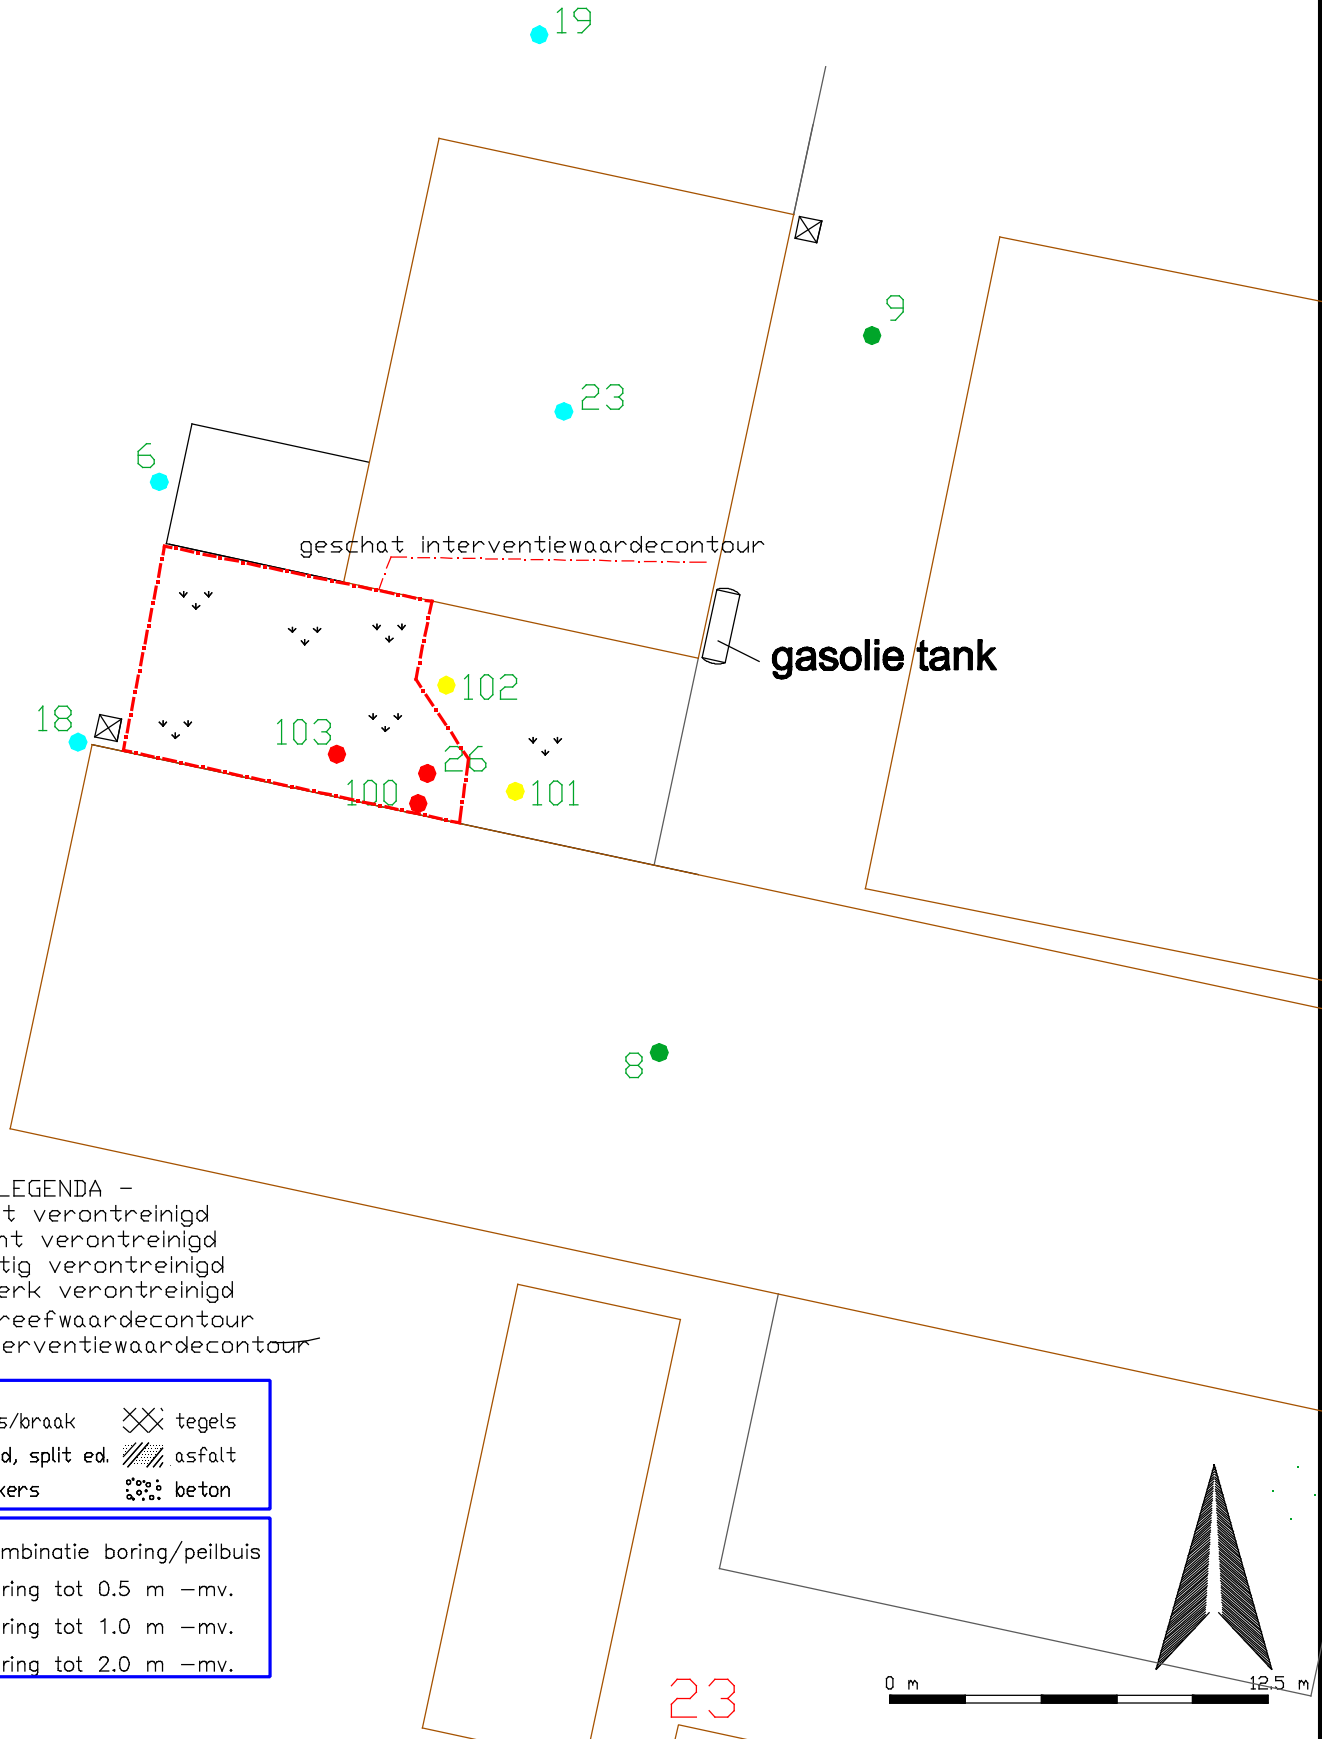 19
9
23
6
geschat interventiewaardecontour
gasolie tank
102
18
103
26
100
101
8
LEGENDA -
t verontreinigd
nt verontreinigd
tig verontreinigd
erk verontreinigd
reefwaardecontour
erventiewaardecontour
s/braak tegels
d, split ed. asfalt
kers beton
mbinatie boring/peilbuis
ring tot 0.5 m -mv.
ring tot 1.0 m -mv.
ring tot 2.0 m -mv.
23
0 m 12.5 m